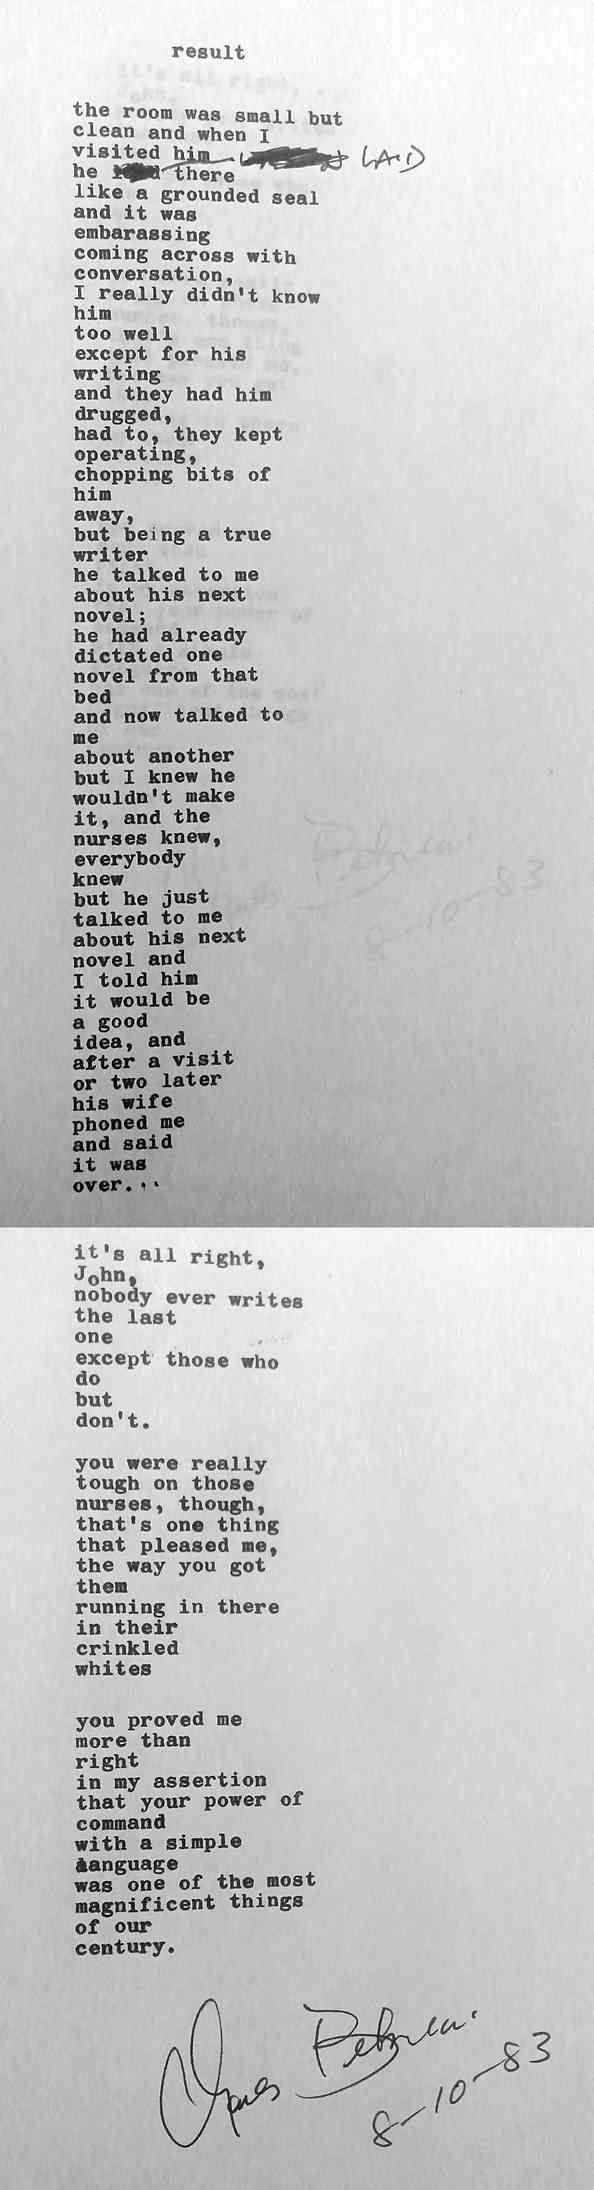 result
the room was small but
clean and when I
visited him LAID
he there
like a grounded seal
and it was
embarassing
coming across with
conversation,
I really didn't know
him
too well
except for his
writing
and they had him
drugged,
had to, they kept
operating,
chopping bits of
him
away,
but being a true
writer
he talked to me
about his next
novel;
he had already
dictated one
novel from that
bed
and now talked to
me
about another
but I knew he
wouldn't make
it, and the
nurses knew,
everybody
knew
but he just
talked to me
about his next
novel and
I told him
it would be
a good
idea, and
after a visit
or two later
his wife
phoned me
and said
it was
over...
it's all right,
John,
nobody ever writes
the last
one
except those who
do
but
don't.
you were really
tough on those
nurses, though,
that's one thing
that pleased me,
the way you got
them
running in there
in their
crinkled
whites
you proved me
more than
right
in my assertion
that your power of
command
with a simple
language
was one of the most
magnificent things
of our
century.
8-10-83